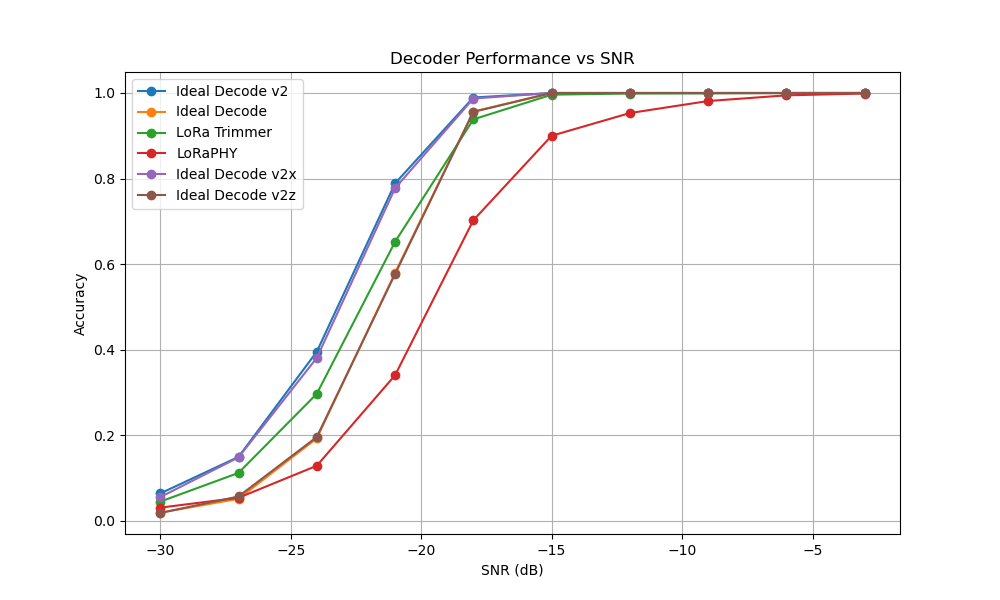 Decoder Performance vs SNR
Ideal Decode v2
Ideal Decode
LoRa Trimmer
LoRaPHY
Ideal Decode v2x
Ideal Decode v2z
Accuracy
1.0
0.8
0.6
0.4
0.2
0.0
−30 −25 −20 −15 −10 −5
SNR (dB)